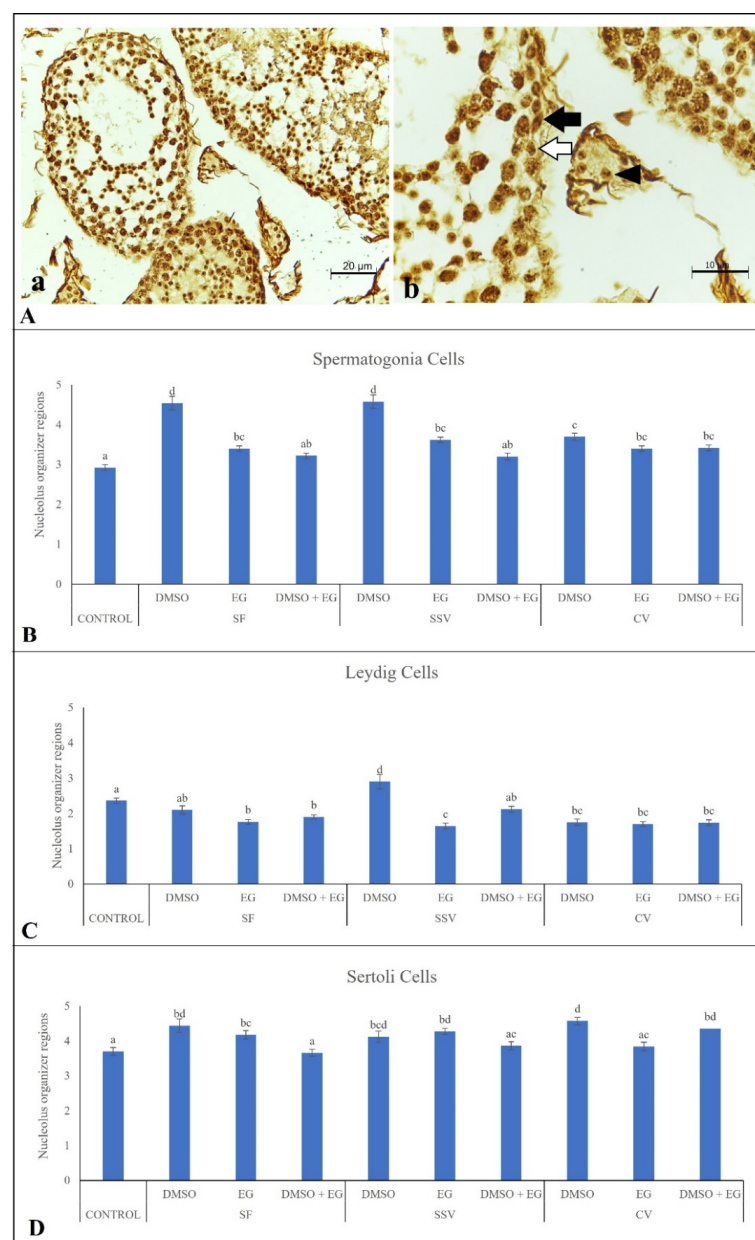 a
20 µm
b
A
Spermatogonia Cells
Nucleolus organizer regions
5
4
3
2
1
0
a
d
bc
ab
d
bc
ab
c
bc
bc
DMSO EG DMSO + EG DMSO EG DMSO + EG DMSO EG DMSO + EG
CONTROL SF SSV CV
B
Leydig Cells
Nucleolus organizer regions
5
4
3
2
1
0
a
ab
b
b
d
c
ab
bc
bc
bc
DMSO EG DMSO + EG DMSO EG DMSO + EG DMSO EG DMSO + EG
CONTROL SF SSV CV
C
Sertoli Cells
Nucleolus organizer regions
5
4
3
2
1
0
a
bd
bc
a
bcd
bd
ac
d
ac
bd
DMSO EG DMSO + EG DMSO EG DMSO + EG DMSO EG DMSO + EG
CONTROL SF SSV CV
D